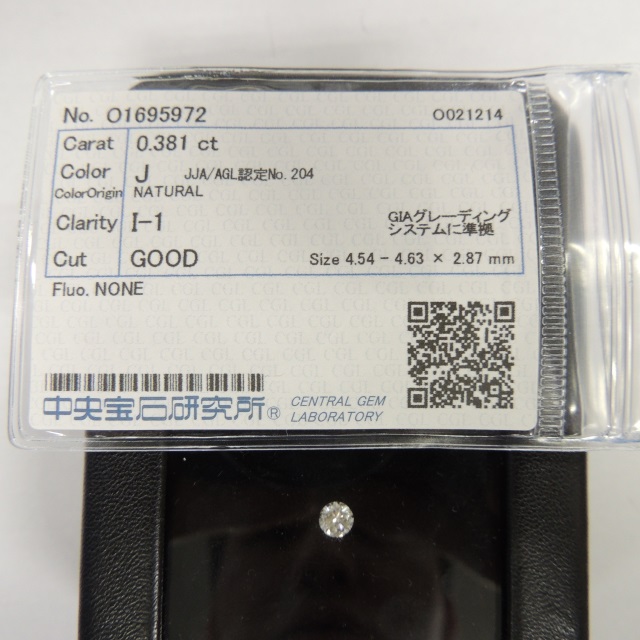 No. O1695972 O021214
Carat 0.381 ct
Color J JJA/AGL認定No.204
ColorOrigin NATURAL
Clarity I-1 GIAグレーディング
システムに準拠
Cut GOOD Size 4.54 - 4.63 × 2.87 mm
Fluo. NONE
中央宝石研究所® CENTRAL GEM
LABORATORY